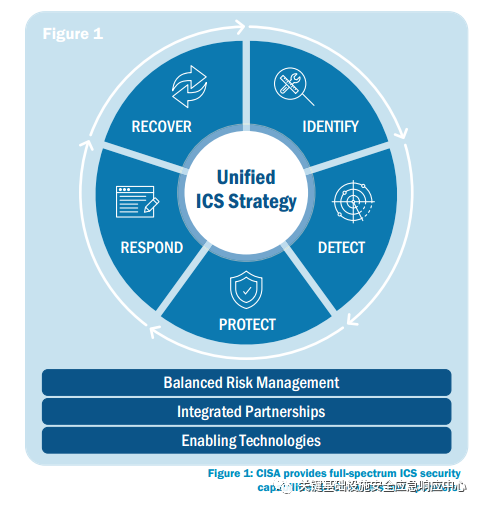 Figure 1
RECOVER
IDENTIFY
Unified
ICS Strategy
RESPOND
DETECT
PROTECT
Balanced Risk Management
Integrated Partnerships
Enabling Technologies
Figure 1: CISA provides full-spectrum ICS security
关键基础设施安全应急响应中心